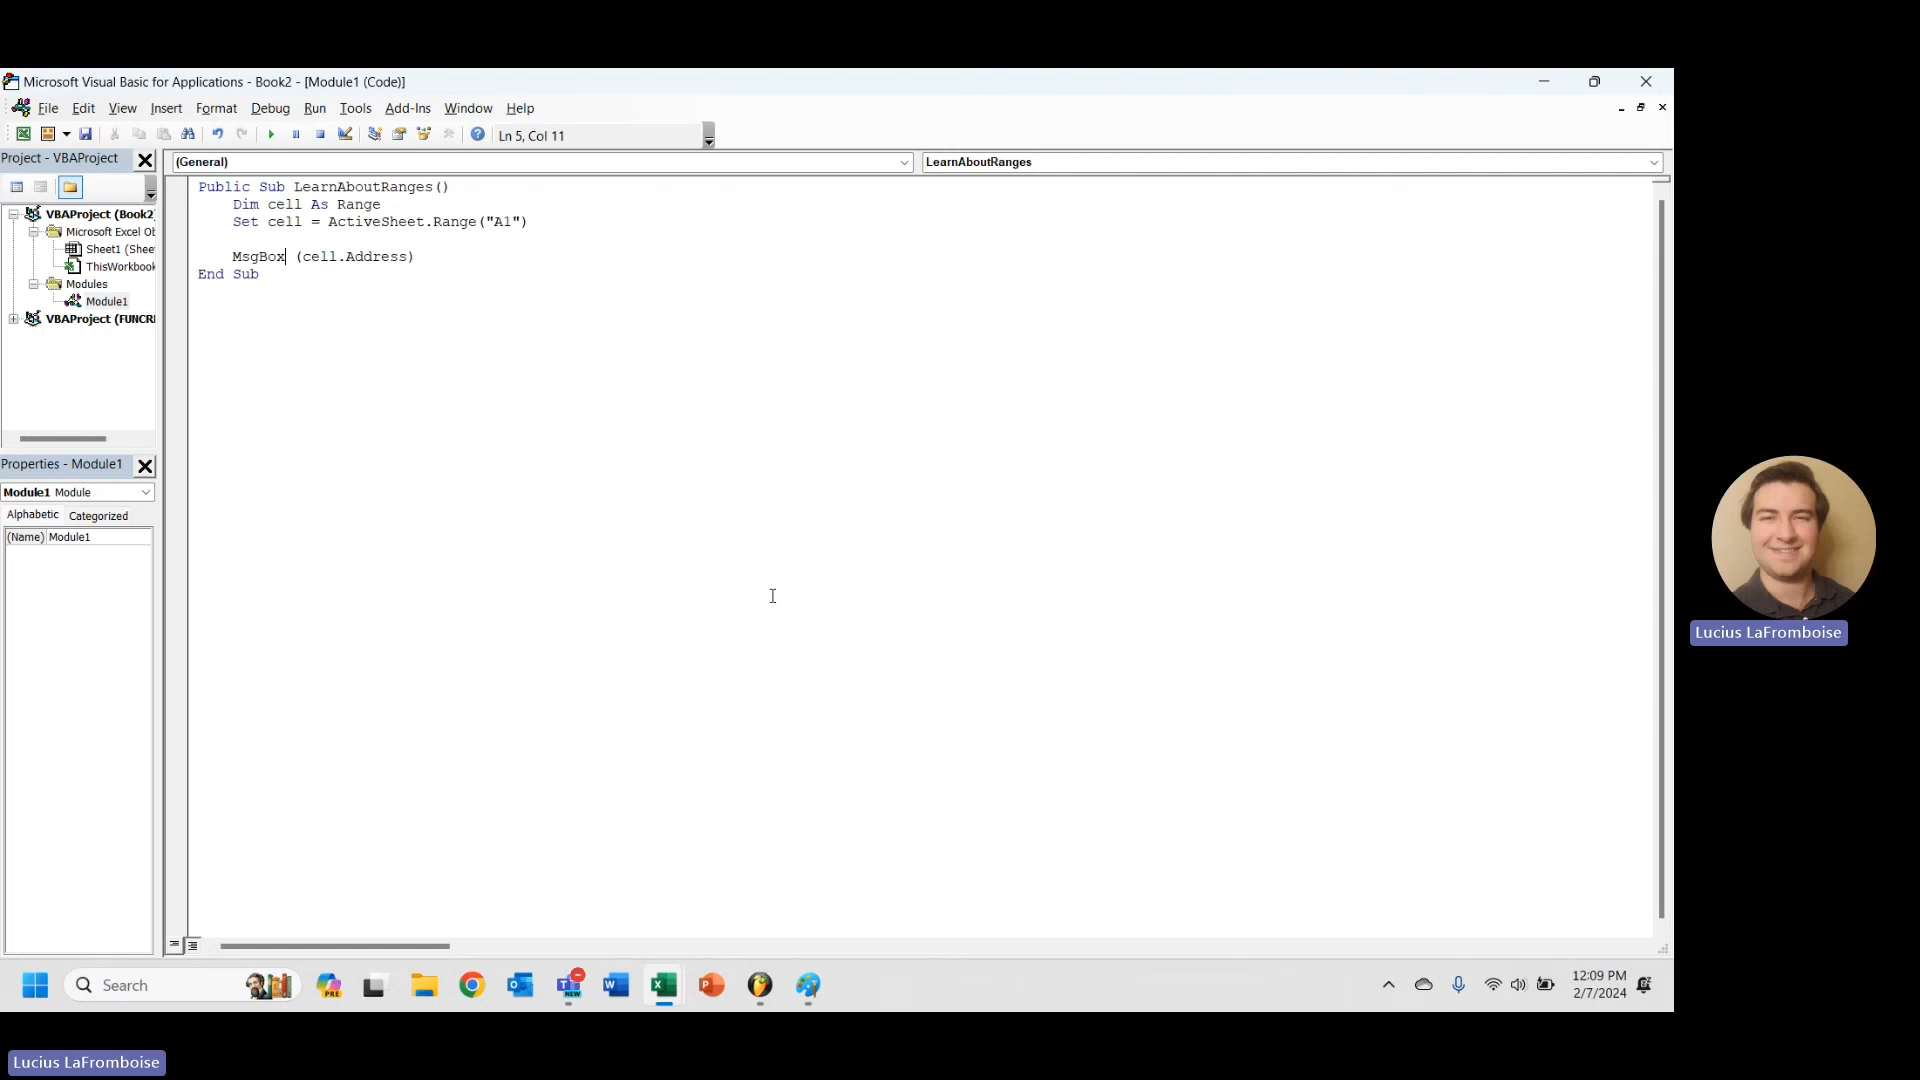 Microsoft Visual Basic for Applications - Book2 - [Module1 (Code)]
File Edit View Insert Format Debug Run Tools Add-Ins Window Help
Ln 5, Col 11
Project - VBAProject
(General)
LearnAboutRanges
VBAProject (Book2
Microsoft Excel Ob
Sheet1 (Shee
ThisWorkbook
Modules
Module1
VBAProject (FUNCRE
Public Sub LearnAboutRanges()
Dim cell As Range
Set cell = ActiveSheet.Range("A1")
MsgBox (cell.Address)
End Sub
Properties - Module1
Module1 Module
Alphabetic Categorized
(Name) Module1
Lucius LaFromboise
Search
PRE
NEW
12:09 PM
2/7/2024
Lucius LaFromboise